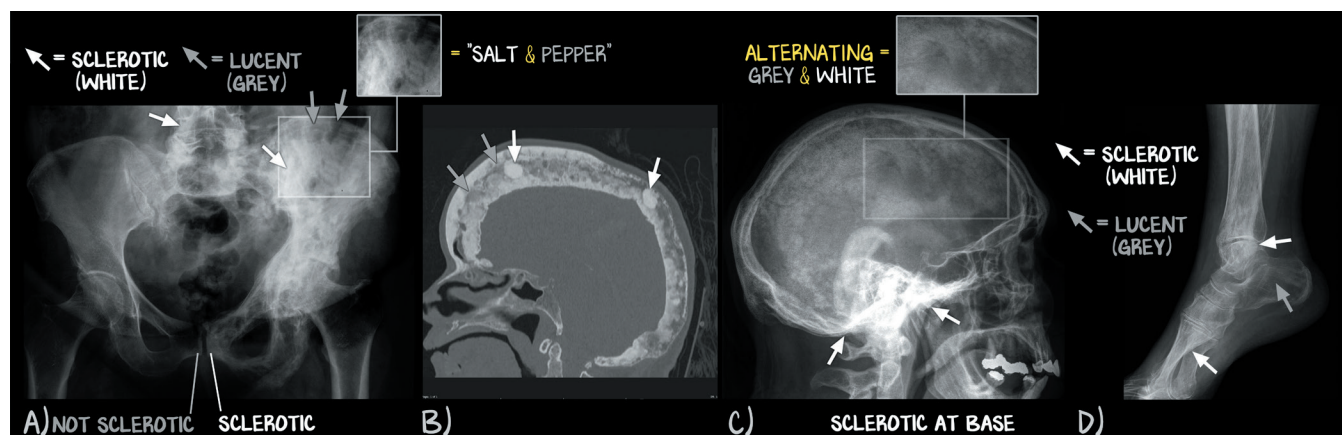 = SCLEROTIC
(WHITE)
= LUCENT
(GREY)
= "SALT & PEPPER"
ALTERNATING =
GREY & WHITE
= SCLEROTIC
(WHITE)
= LUCENT
(GREY)
A) NOT SCLEROTIC SCLEROTIC
B)
C) SCLEROTIC AT BASE
D)